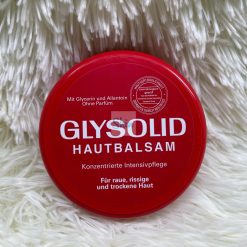 Mit Glycerin und Allantoin
Ohne Parfüm
GLYSOLID
HAUTBALSAM
Konzentrierte Intensivpflege
Für raue, rissige
und trockene Haut